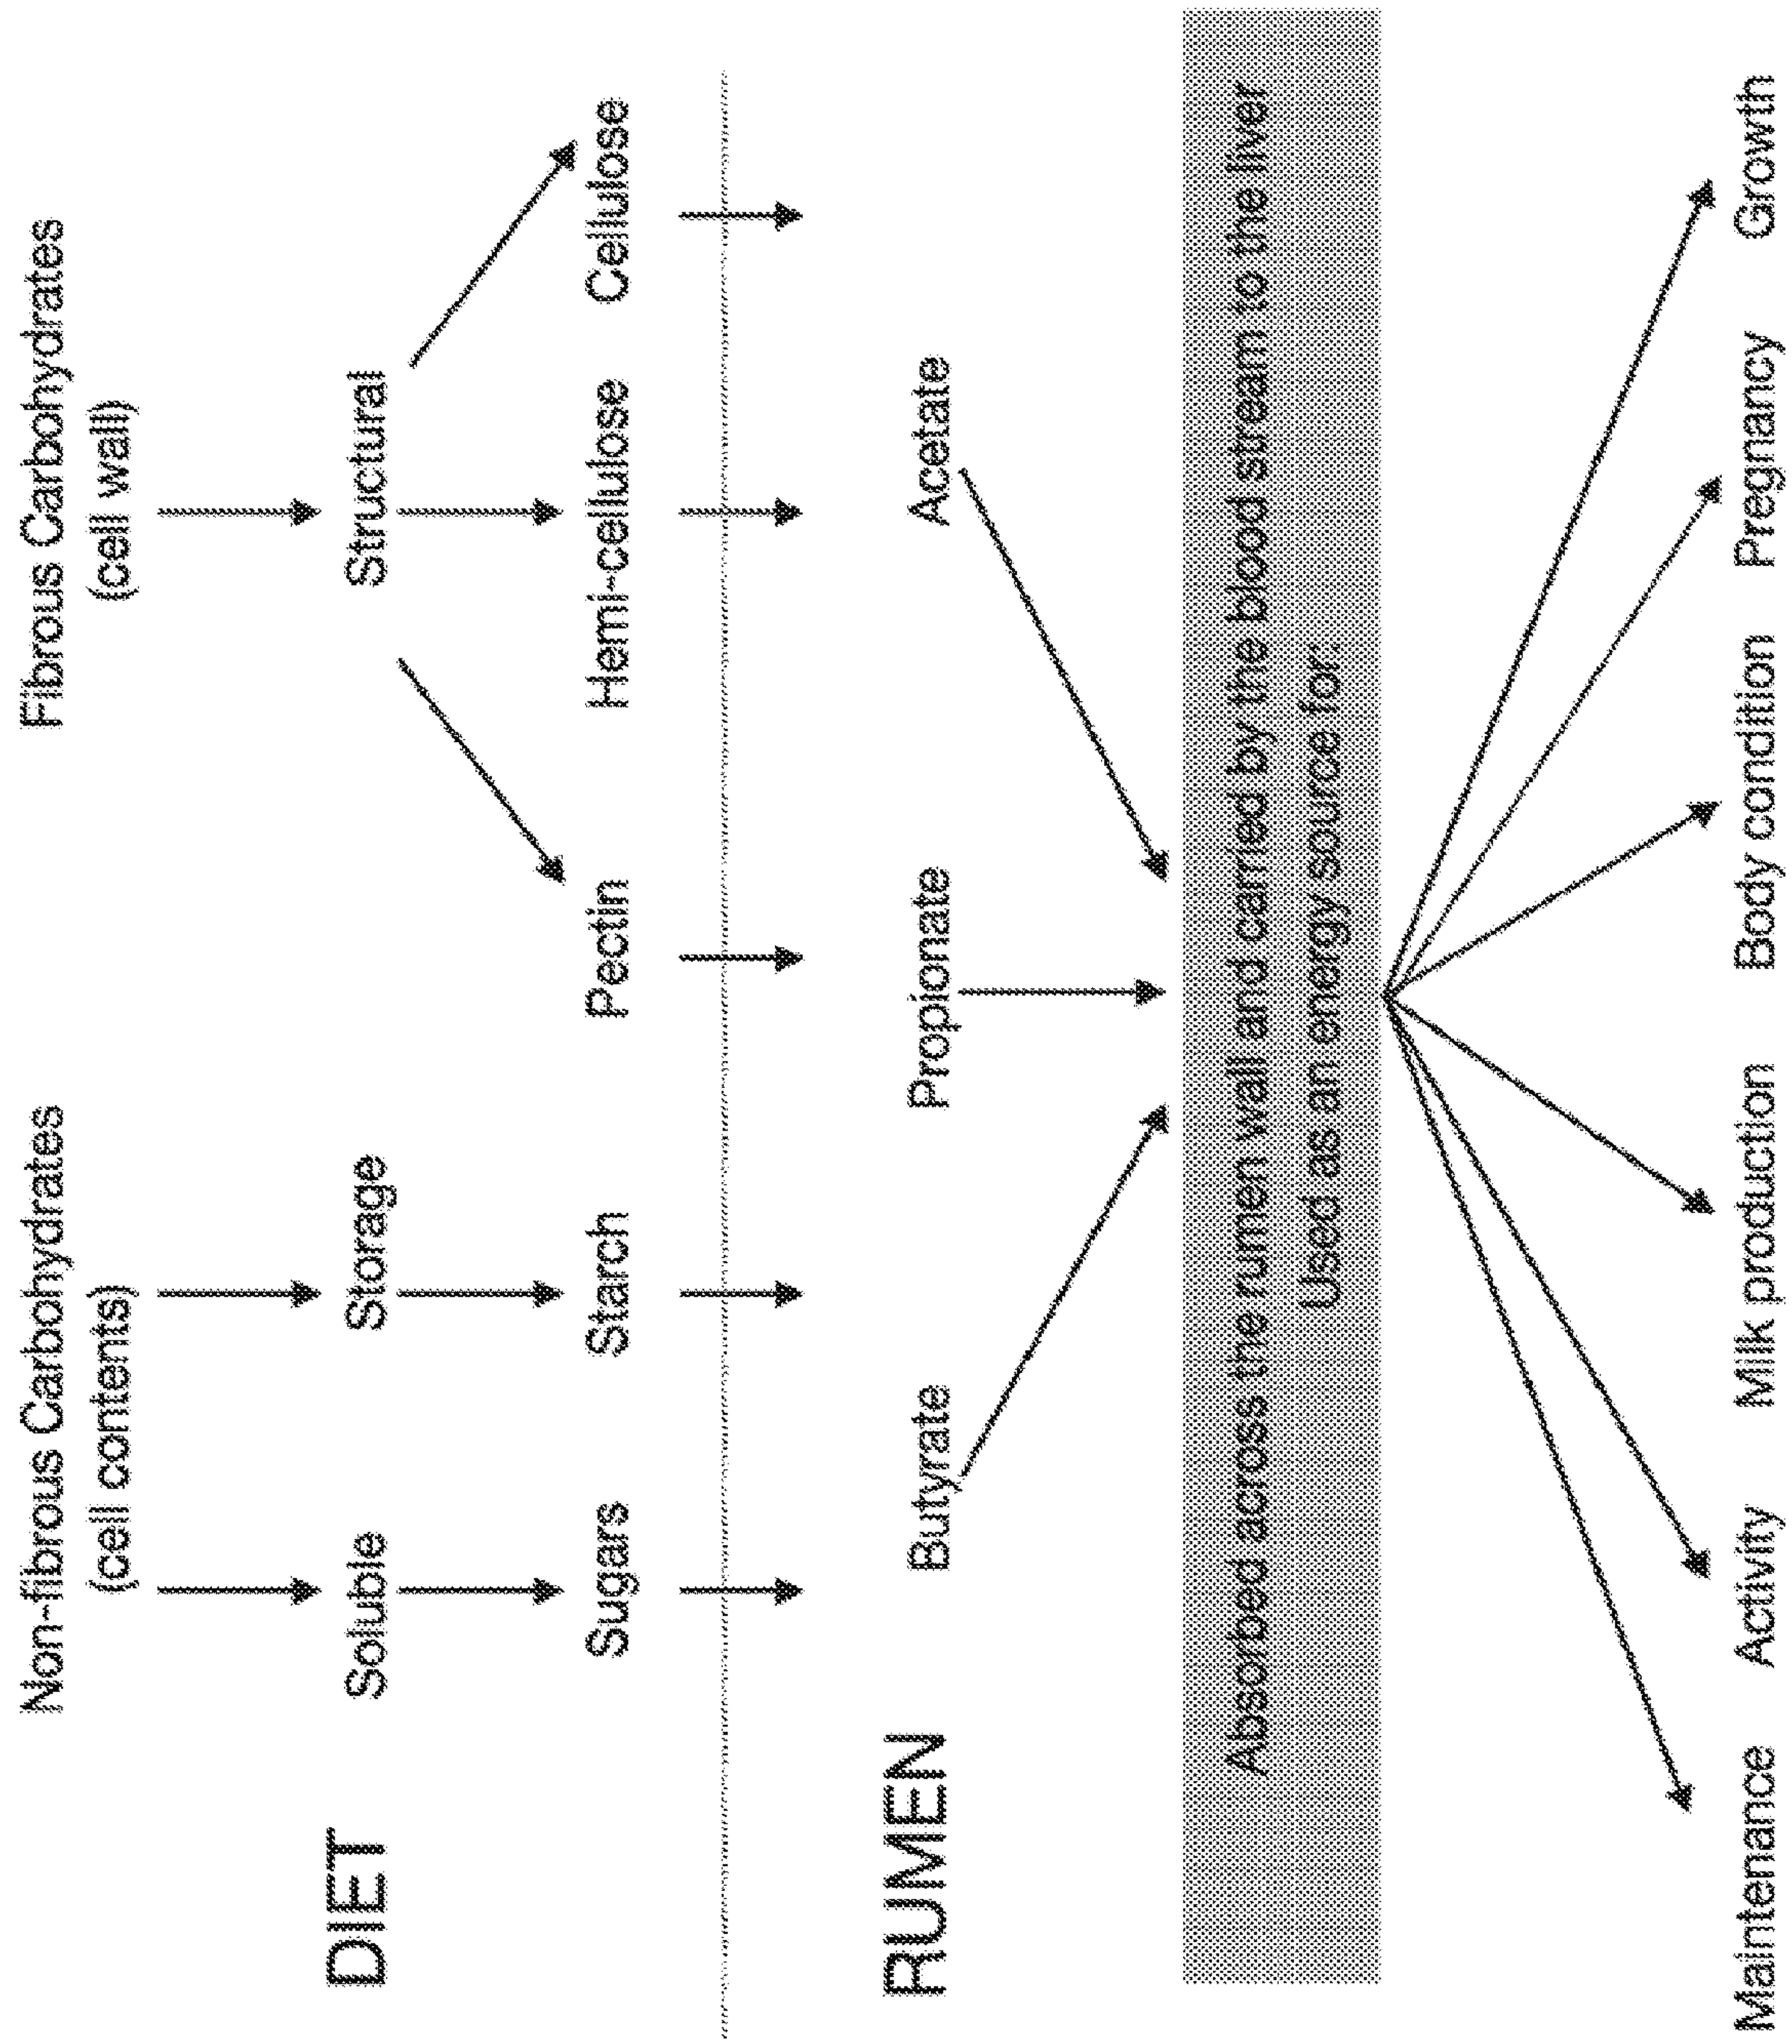 Non-fibrous Carbohydrates
(cell contents)
Fibrous Carbohydrates
(cell wall)
DIET
Soluble
Storage
Structural
Sugars
Starch
Pectin
Hemi-cellulose
Cellulose
RUMEN
Butyrate
Propionate
Acetate
Absorbed across the rumen wall and carried by the blood stream to the liver
Used as an energy source for:
Maintenance
Activity
Milk production
Body condition
Pregnancy
Growth